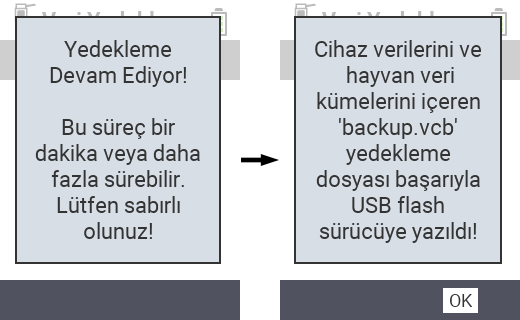 Yedekleme
Devam Ediyor!
Bu süreç bir
dakika veya daha
fazla sürebilir.
Lütfen sabırlı
olunuz!
Cihaz verilerini ve
hayvan veri
kümelerini içeren
'backup.vcb'
yedekleme
dosyası başarıyla
USB flash
sürücüye yazıldı!
OK